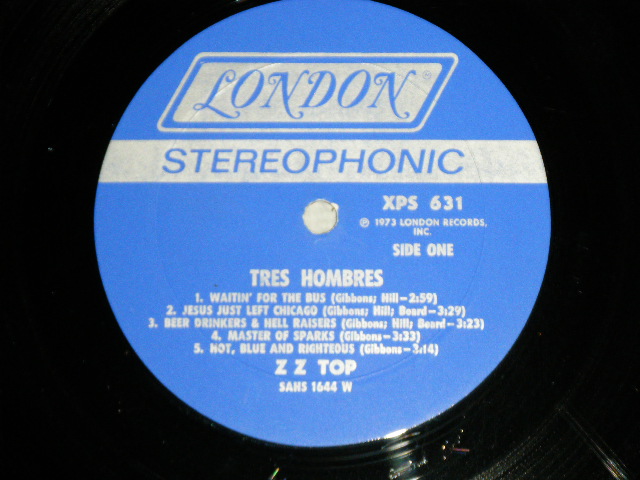 LONDON ®
STEREOPHONIC
XPS 631
℗ 1973 LONDON RECORDS,
INC.
SIDE ONE
TRES HOMBRES
1. WAITIN' FOR THE BUS (Gibbons; Hill—2:59)
2. JESUS JUST LEFT CHICAGO (Gibbons; Hill; Beard—3:29)
3. BEER DRINKERS & HELL RAISERS (Gibbons; Hill; Beard—3:23)
4. MASTER OF SPARKS (Gibbons—3:33)
5. HOT, BLUE AND RIGHTEOUS (Gibbons—3:14)
Z Z TOP
SAHS 1644 W